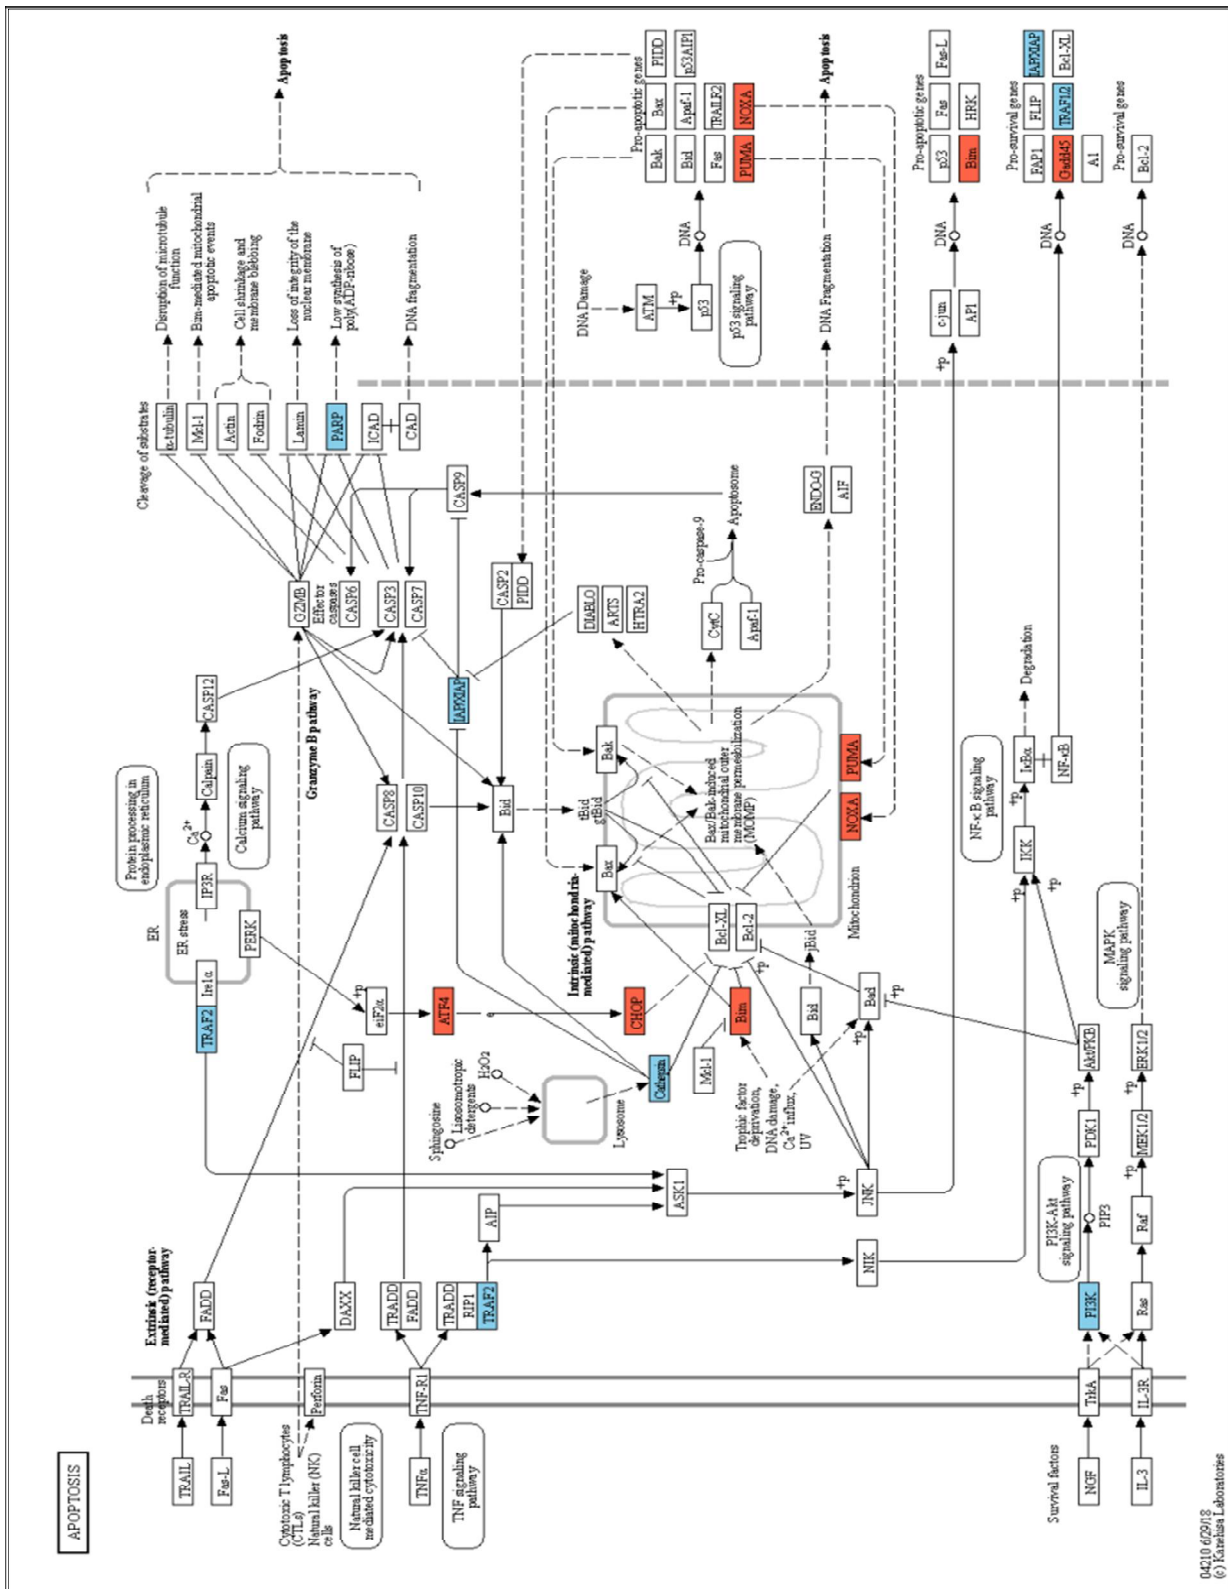 APOPTOSIS
Death
receptors
Extrinsic (receptor-
mediated) pathway
TRAIL
TRAIL-R
FADD
Fas-L
Fas
Cytotoxic T lymphocytes
(CTLs)
Natural killer (NK)
cells
Perforin
DAXX
Natural killer cell
mediated cytotoxicity
TNFα
TNF-R1
TRADD
FADD
TNF signaling
pathway
TRADD
RIP1
TRAF2
AIP
ASK1
NIK
+p
JNK
Survival factors
NGF
TrkA
PI3K
PI3K-Akt
signaling pathway
PIP3
PDK1
+p
Akt/PKB
IL-3
IL-3R
Ras
Raf
+p
MEK1/2
+p
ERK1/2
MAPK
signaling pathway
ER
ER stress
TRAF2
Ire1α
IP3R
PERK
Protein processing in
endoplasmic reticulum
Ca2+
Calpain
CASP12
Calcium signaling
pathway
+p
eiF2α
ATF4
e
CHOP
FLIP
Granzyme B pathway
Sphingosine
Lisosomotropic
detergents
H2O2
Lysosome
Cathepsin
Mcl-1
Bim
Trophic factor
deprivation,
DNA damage,
Ca2+ influx,
UV
Bid
jBid
+p
Bad
+p
+p
Intrinsic (mitochondria-
mediated) pathway
Bcl-XL
Bcl-2
Bax
Bak
tBid
gtBid
Bax/Bak-induced
mitochondrial outer
membrane permeabilization
(MOMP)
Mitochondrion
NOXA
PUMA
CASP8
CASP10
Bid
IAP/XIAP
GZMB
Effector
caspases
CASP6
CASP3
CASP7
CASP9
CASP2
PIDD
DIABLO
ARTS
HTRA2
CytC
Apaf-1
Pro-caspase-9
Apoptosome
ENDO-G
AIF
NF-κB signaling
pathway
+p
+p
IKK
+p
IκBα
NF-κB
Degradation
Cleavage of substrates
α-tubulin
Mcl-1
Actin
Fodrin
Lamin
PARP
ICAD
CAD
Disruption of microtubule
function
Bim-mediated mitochondrial
apoptotic events
Cell shrinkage and
membrane blebbing
Loss of integrity of the
nuclear membrane
Low synthesis of
poly(ADP-ribose)
DNA fragmentation
Apoptosis
DNA Damage
ATM
+p
p53
p53 signaling
pathway
DNA
Pro-apoptotic genes
Bak
Bax
PIDD
Bid
Apaf-1
p53AIP1
Fas
TRAILR2
PUMA
NOXA
DNA Fragmentation
Apoptosis
+p
c-jun
AP1
DNA
Pro-apoptotic genes
p53
Fas
Fas-L
Bim
HRK
DNA
Pro-survival genes
FAP1
FLIP
IAP/XIAP
Gadd45
TRAF1/2
Bcl-XL
A1
DNA
Pro-survival genes
Bcl-2
04210 6/29/18
(c) Kanehisa Laboratories